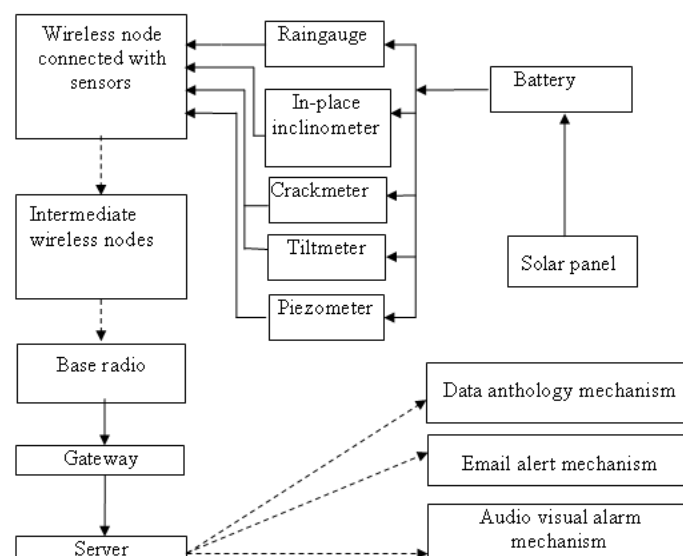 Wireless node
connected with
sensors
Raingauge
In-place
inclinometer
Crackmeter
Tiltmeter
Piezometer
Battery
Solar panel
Intermediate
wireless nodes
Base radio
Gateway
Server
Data anthology mechanism
Email alert mechanism
Audio visual alarm
mechanism